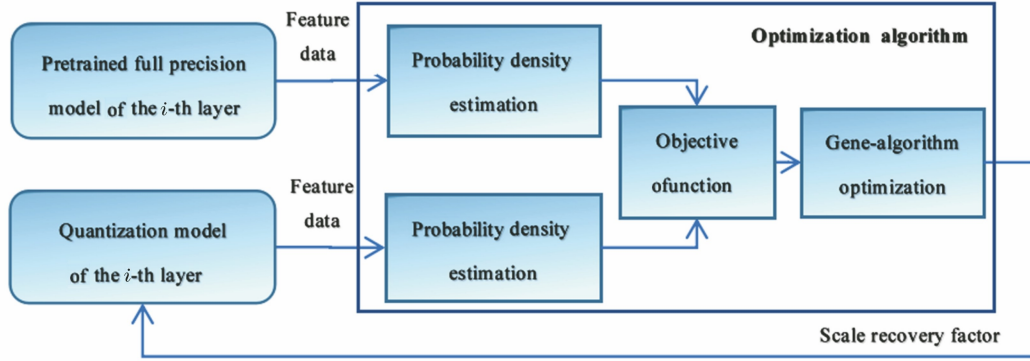 Pretrained full precision
model of the i-th layer
Feature
data
Probability density
estimation
Optimization algorithm
Objective
ofunction
Gene-algorithm
optimization
Quantization model
of the i-th layer
Feature
data
Probability density
estimation
Scale recovery factor